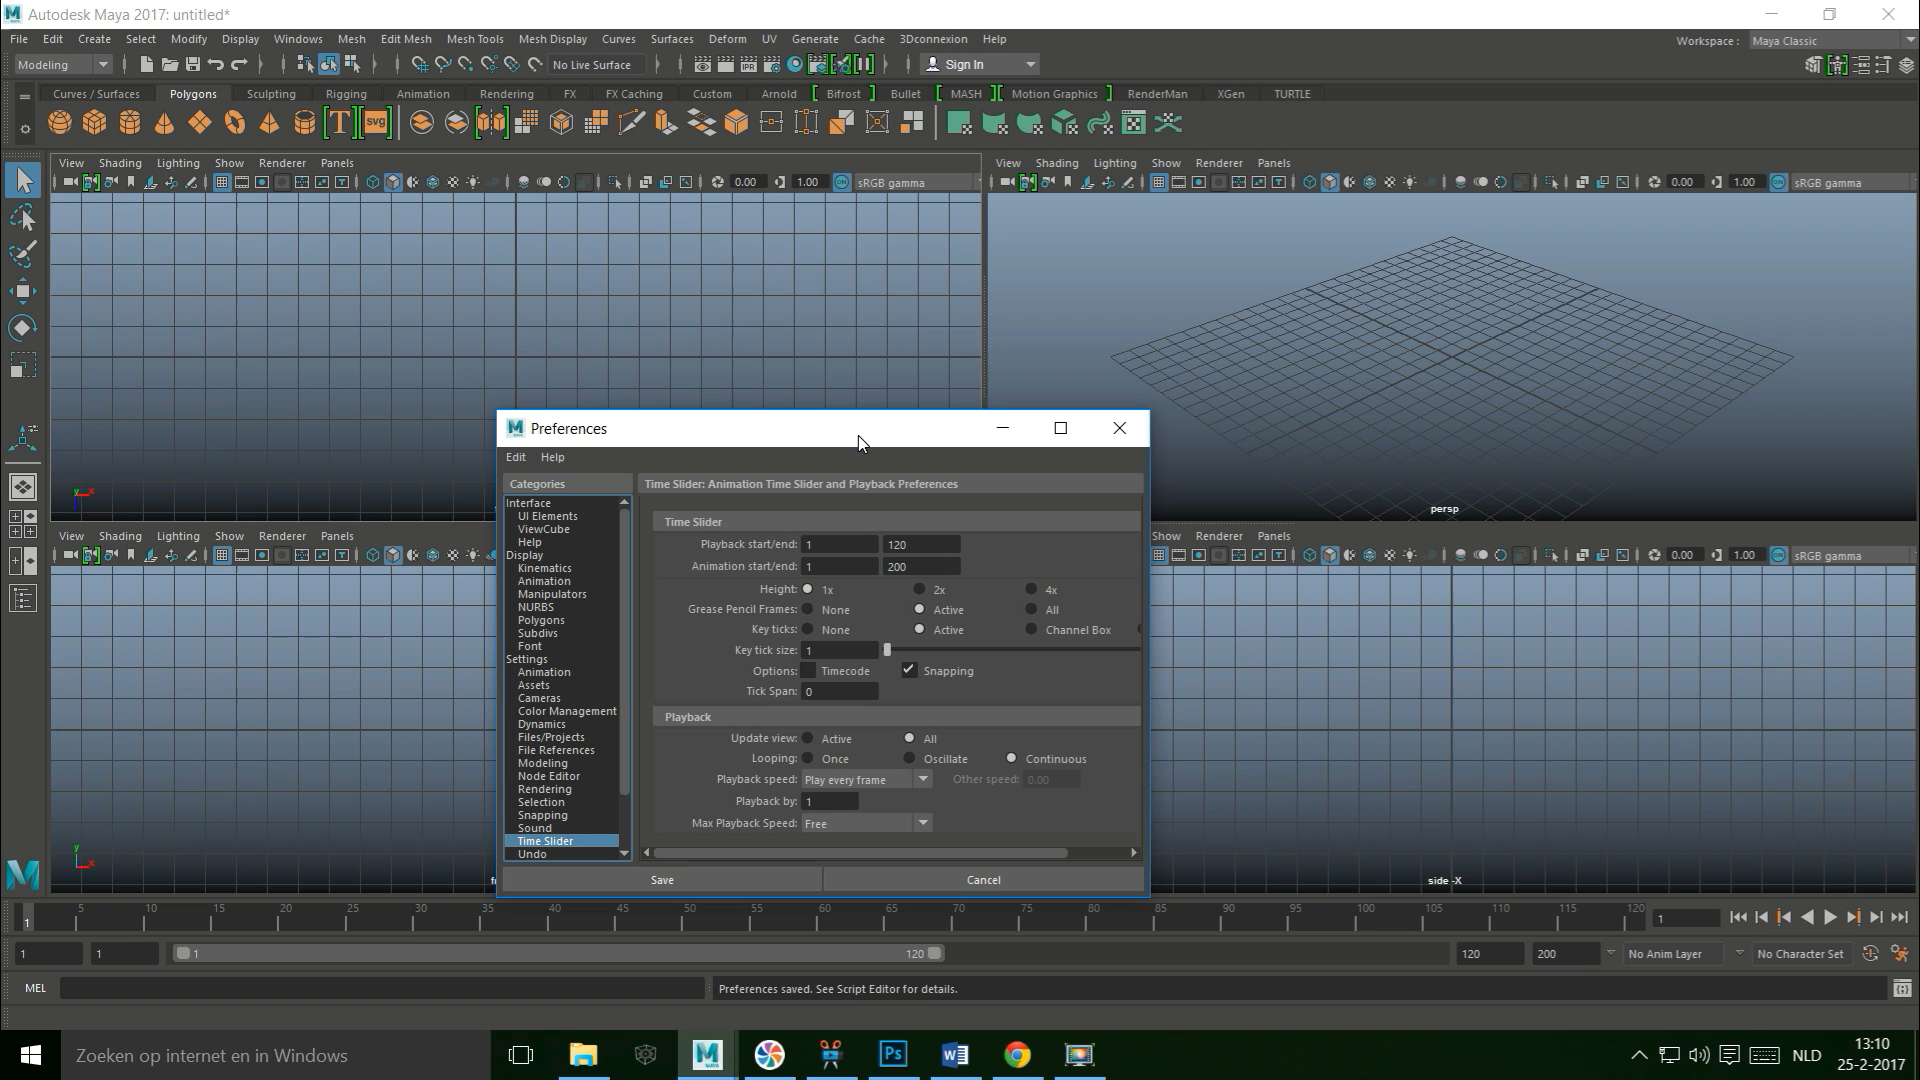 Autodesk Maya 2017: untitled*
File Edit Create Select Modify Display Windows Mesh Edit Mesh Mesh Tools Mesh Display Curves Surfaces Deform UV Generate Cache 3Dconnexion Help
Workspace : Maya Classic
Modeling No Live Surface Sign In
Curves / Surfaces Polygons Sculpting Rigging Animation Rendering FX FX Caching Custom Arnold Bifrost Bullet MASH Motion Graphics RenderMan XGen TURTLE
T svg
View Shading Lighting Show Renderer Panels
0.00 1.00 sRGB gamma
View Shading Lighting Show Renderer Panels
0.00 1.00 sRGB gamma
y x
persp
View Shading Lighting Show Renderer Panels
Show Renderer Panels
0.00 1.00 sRGB gamma
y x
side -X
Preferences
Edit Help
Categories
Interface
UI Elements
ViewCube
Help
Display
Kinematics
Animation
Manipulators
NURBS
Polygons
Subdivs
Font
Settings
Animation
Assets
Cameras
Color Management
Dynamics
Files/Projects
File References
Modeling
Node Editor
Rendering
Selection
Snapping
Sound
Time Slider
Undo
Time Slider: Animation Time Slider and Playback Preferences
Time Slider
Playback start/end: 1 120
Animation start/end: 1 200
Height: 1x 2x 4x
Grease Pencil Frames: None Active All
Key ticks: None Active Channel Box
Key tick size: 1
Options: Timecode Snapping
Tick Span: 0
Playback
Update view: Active All
Looping: Once Oscillate Continuous
Playback speed: Play every frame Other speed: 0.00
Playback by: 1
Max Playback Speed: Free
Save Cancel
1 5 10 15 20 25 30 35 40 45 50 55 60 65 70 75 80 85 90 95 100 105 110 115 120 1
1 1 1 120 120 200 No Anim Layer No Character Set
MEL Preferences saved. See Script Editor for details.
Zoeken op internet en in Windows
NLD
13:10
25-2-2017